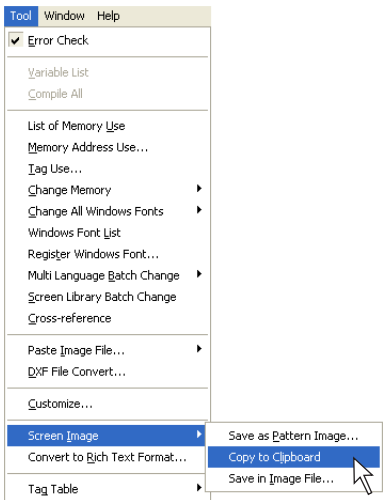 Tool Window Help
Error Check
Variable List
Compile All
List of Memory Use
Memory Address Use...
Tag Use...
Change Memory
Change All Windows Fonts
Windows Font List
Register Windows Font...
Multi Language Batch Change
Screen Library Batch Change
Cross-reference
Paste Image File...
DXF File Convert...
Customize...
Screen Image
Save as Pattern Image...
Convert to Rich Text Format...
Copy to Clipboard
Save in Image File...
Tag Table